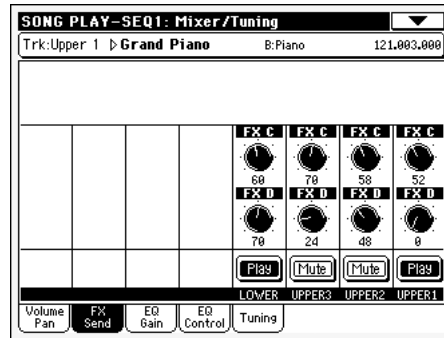 SONG PLAY-SEQ1: Mixer/Tuning
Trk:Upper 1 Grand Piano B:Piano 121.003.000
FX C FX C FX C FX C
60 70 58 52
FX D FX D FX D FX D
70 24 48 0
Play Mute Mute Play
LOWER UPPER3 UPPER2 UPPER1
Volume Pan FX Send EQ Gain EQ Control Tuning